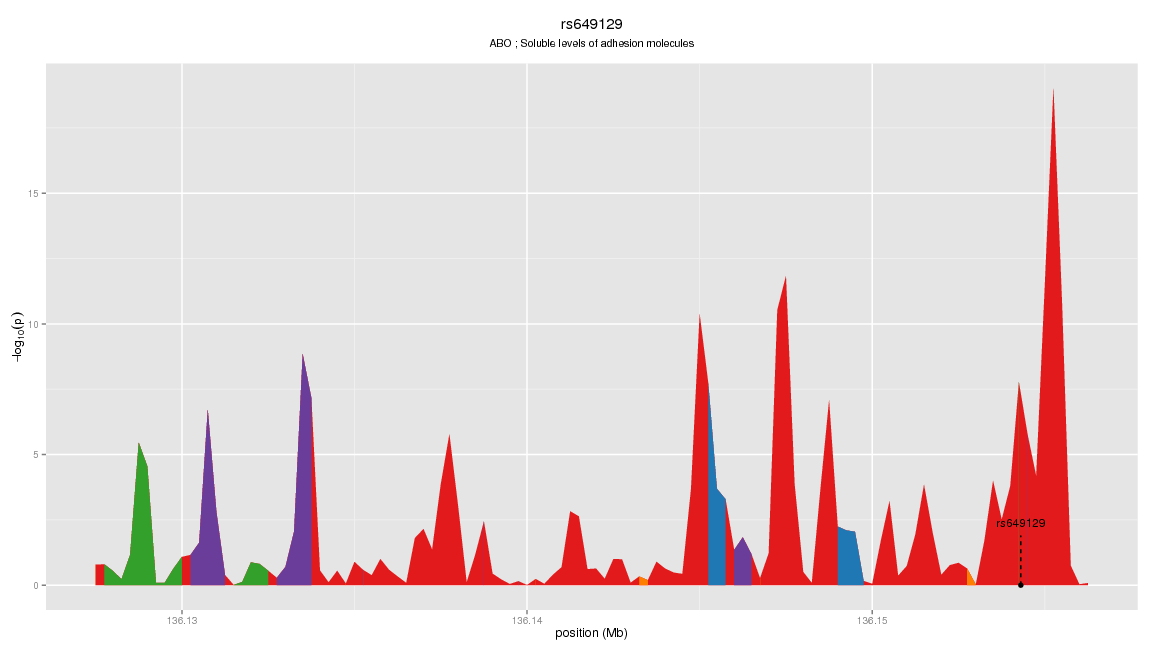 rs649129
ABO ; Soluble levels of adhesion molecules
15
10
5
0
−log10(p)
rs649129
136.13
136.14
136.15
position (Mb)